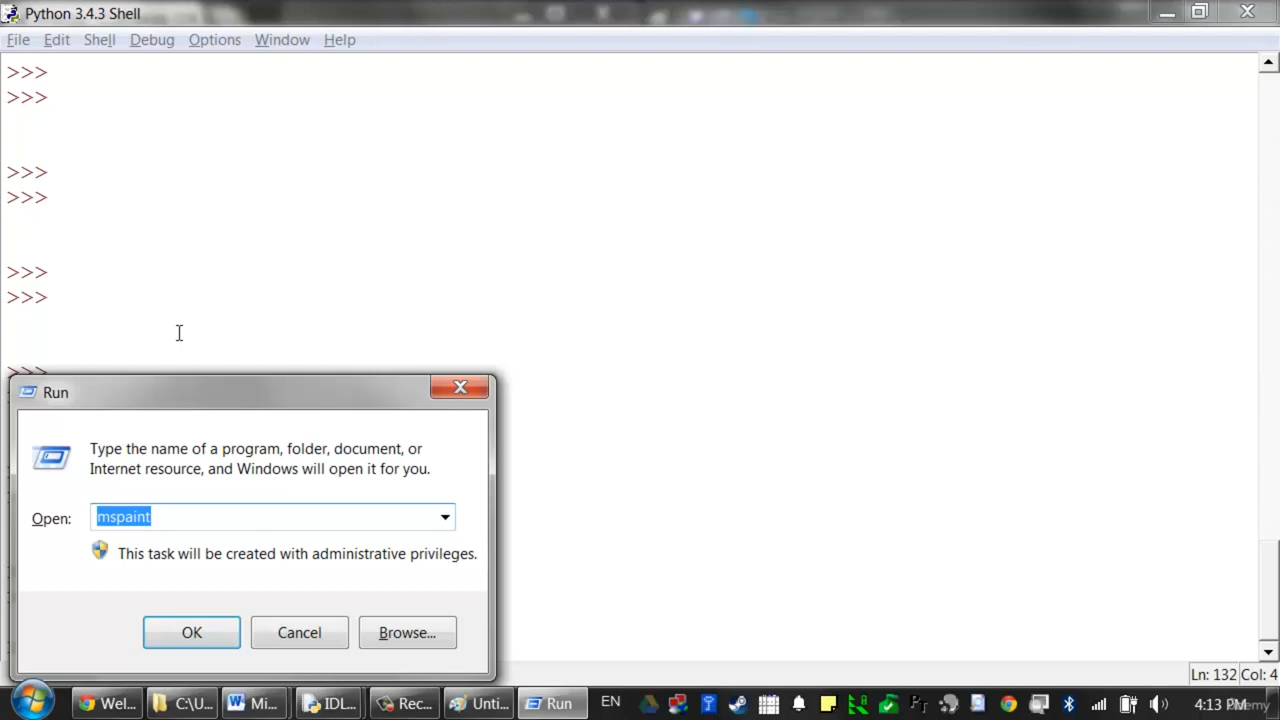 Python 3.4.3 Shell
File Edit Shell Debug Options Window Help
>>>
>>>
>>>
>>>
>>>
>>>
>>>
Run
Type the name of a program, folder, document, or
Internet resource, and Windows will open it for you.
Open: mspaint
This task will be created with administrative privileges.
OK Cancel Browse...
Ln: 132 Col: 4
Wel... C:\U... Mi... IDL... Rec... Unti... Run EN 4:13 PM
Udemy